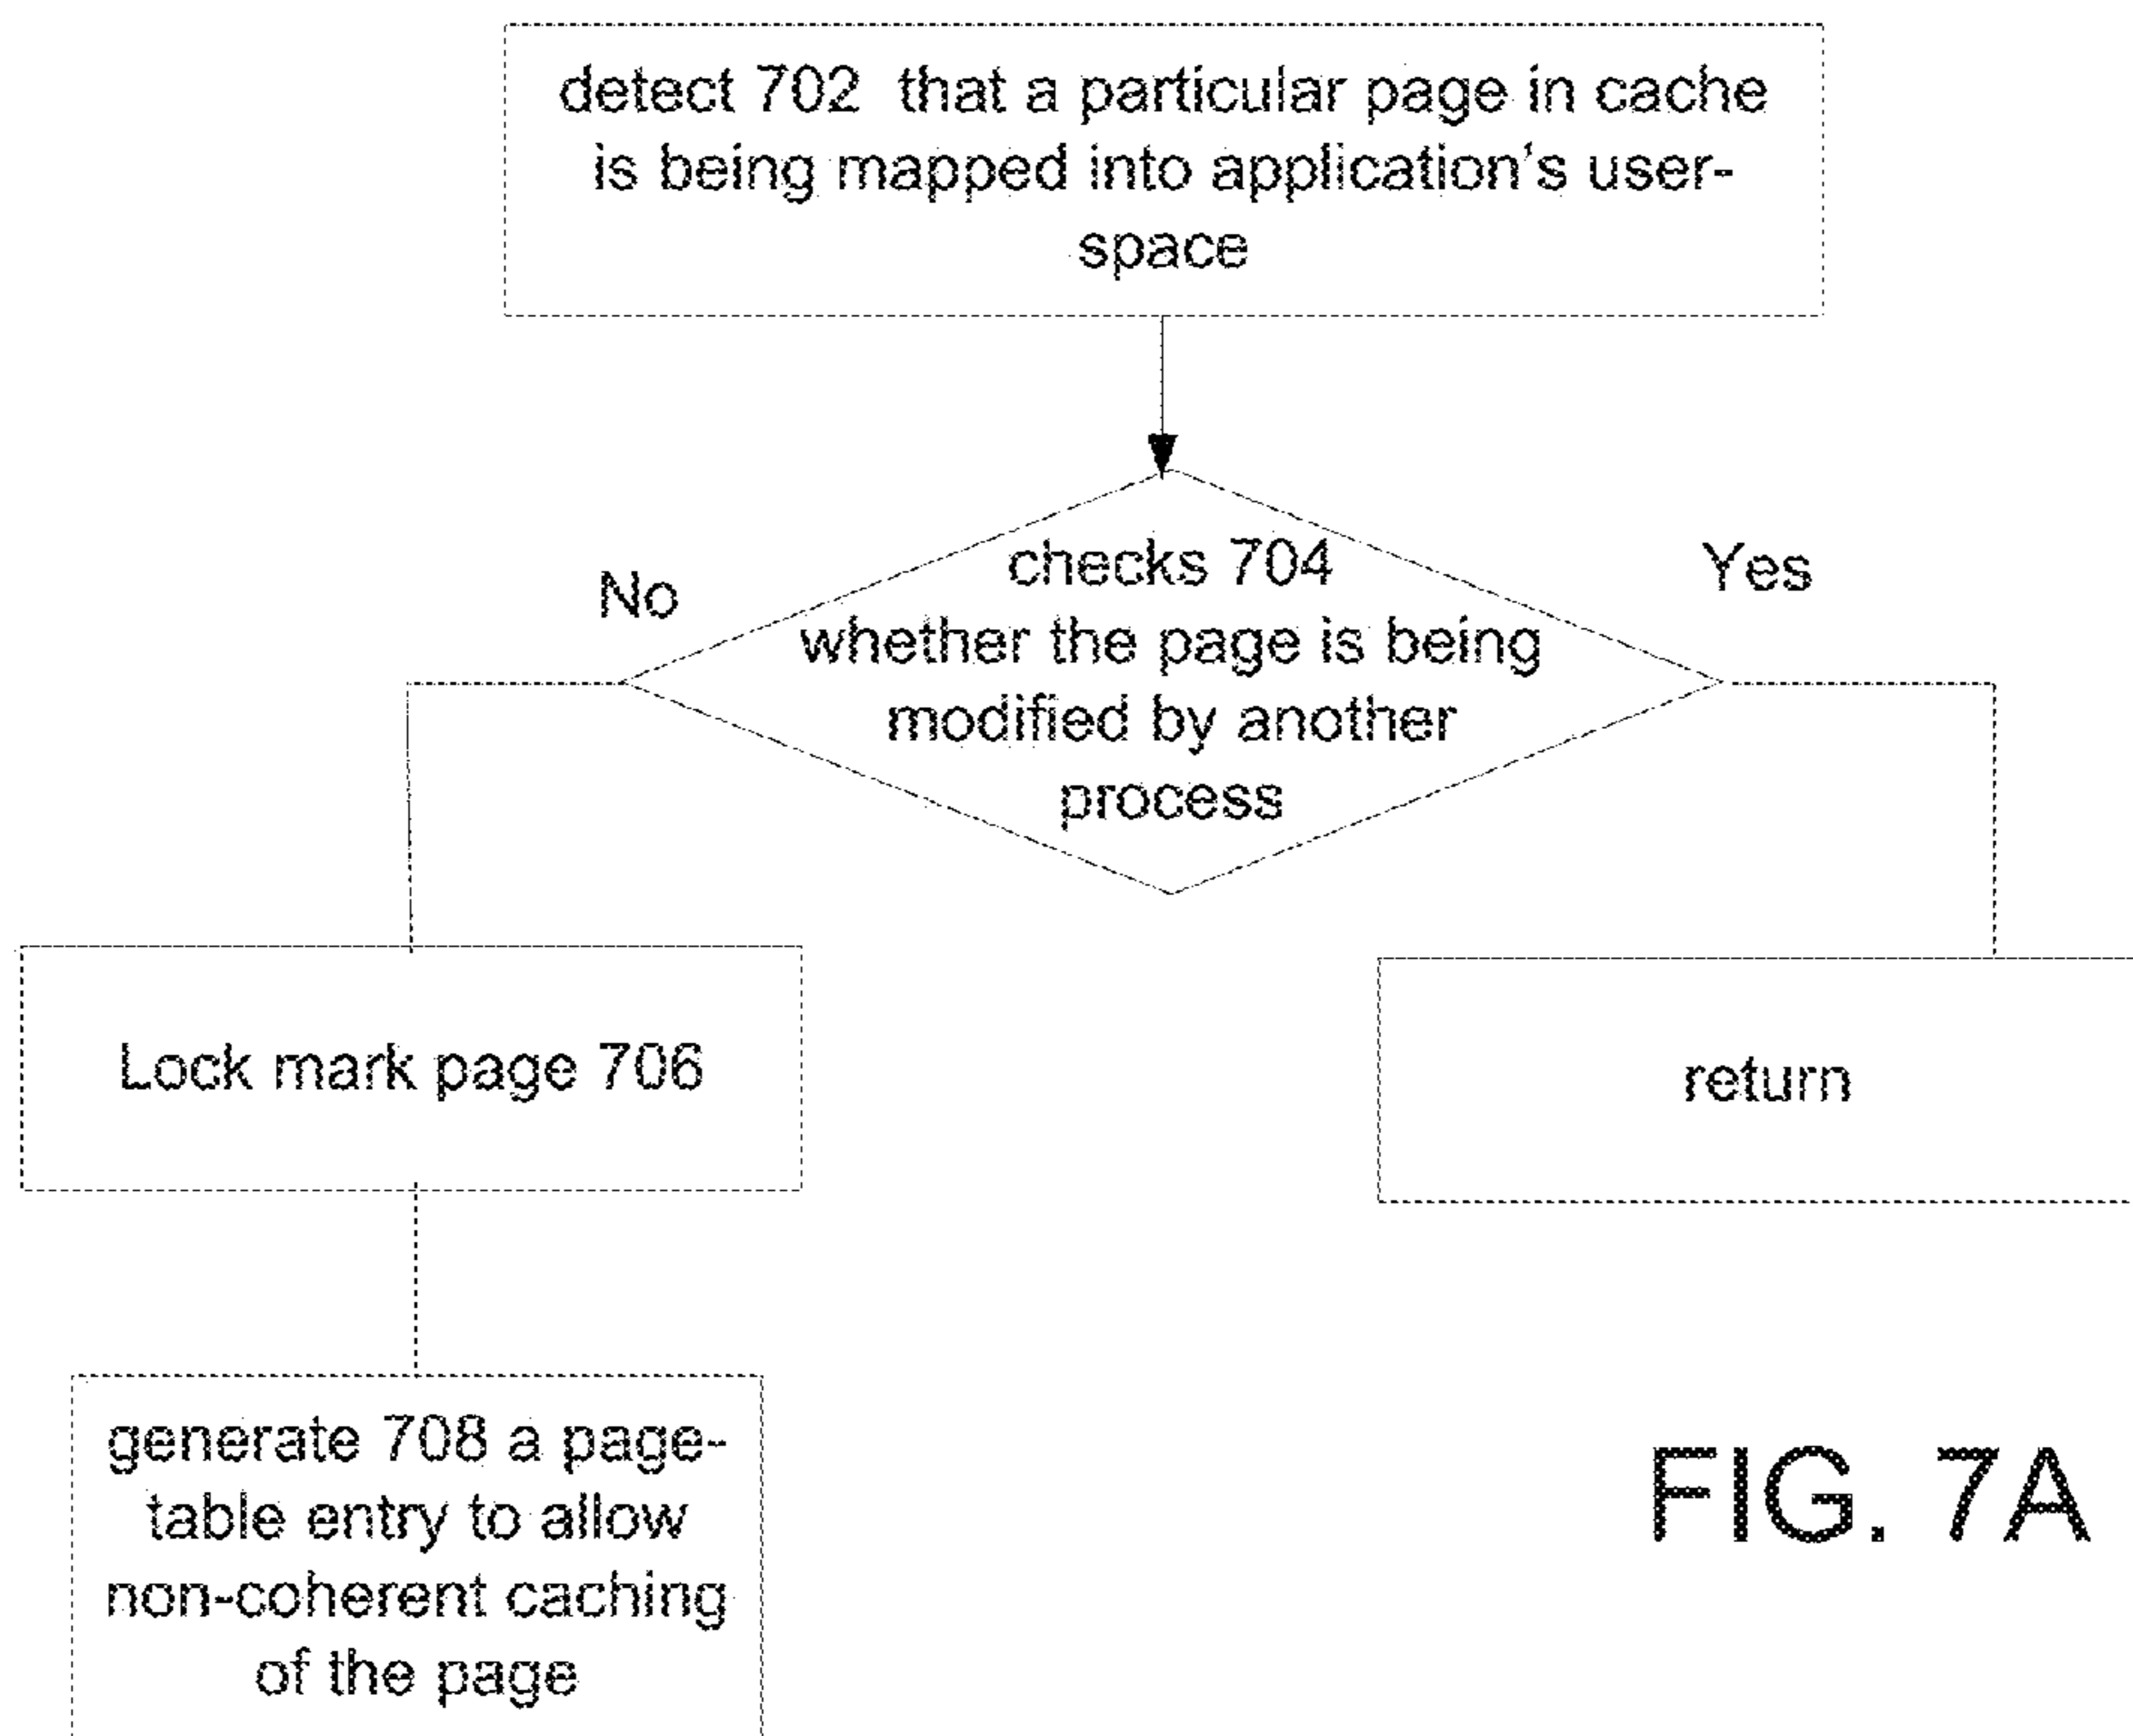 detect 702 that a particular page in cache
is being mapped into application's user-
space
checks 704
whether the page is being
modified by another
process
No
Yes
Lock mark page 706
return
generate 708 a page-
table entry to allow
non-coherent caching
of the page
FIG. 7A